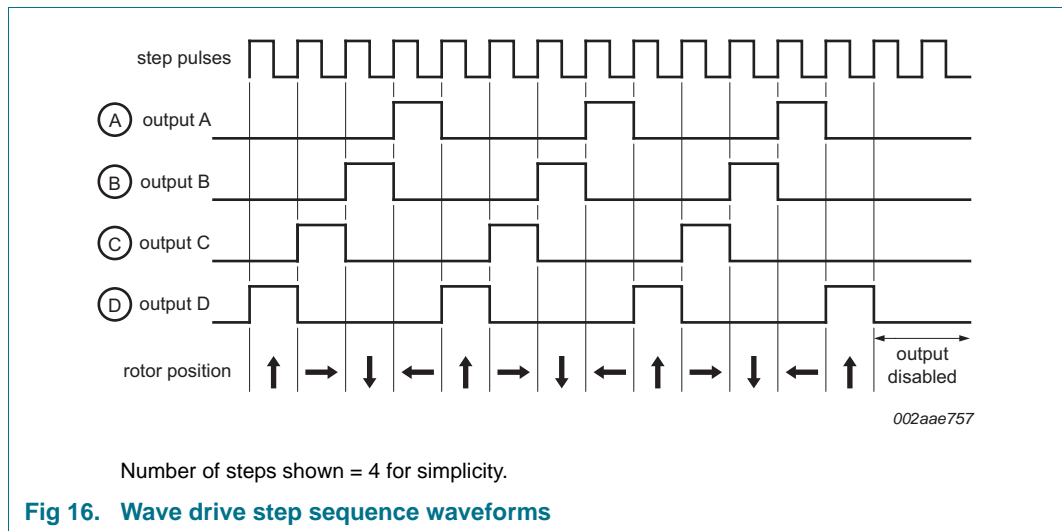 step pulses
A output A
B output B
C output C
D output D
rotor position
output
disabled
002aae757
Number of steps shown = 4 for simplicity.
Fig 16. Wave drive step sequence waveforms